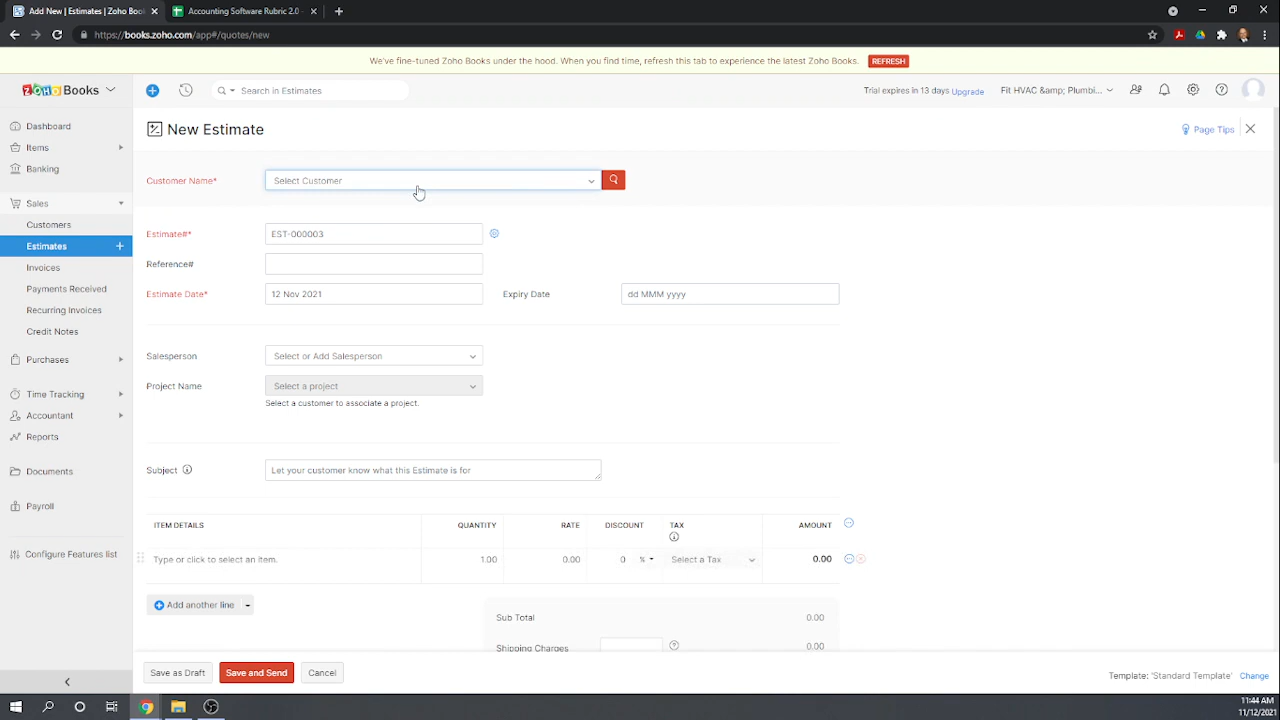 Add New | Estimates | Zoho Boo
Accounting Software Rubric 2.0 -
https://books.zoho.com/app#/quotes/new
We've fine-tuned Zoho Books under the hood. When you find time, refresh this tab to experience the latest Zoho Books. REFRESH
ZOHO Books
Search in Estimates
Trial expires in 13 days Upgrade
Fit HVAC &amp; Plumbi...
Dashboard
Items
Banking
Sales
Customers
Estimates
Invoices
Payments Received
Recurring Invoices
Credit Notes
Purchases
Time Tracking
Accountant
Reports
Documents
Payroll
Configure Features list
New Estimate
Page Tips
Customer Name* Select Customer
Estimate#* EST-000003
Reference#
Estimate Date* 12 Nov 2021 Expiry Date dd MMM yyyy
Salesperson Select or Add Salesperson
Project Name Select a project
Select a customer to associate a project.
Subject Let your customer know what this Estimate is for
ITEM DETAILS QUANTITY RATE DISCOUNT TAX AMOUNT
Type or click to select an item. 1.00 0.00 0 % Select a Tax 0.00
Add another line
Sub Total 0.00
Shipping Charges 0.00
Save as Draft Save and Send Cancel
Template: 'Standard Template' Change
11:44 AM
11/12/2021